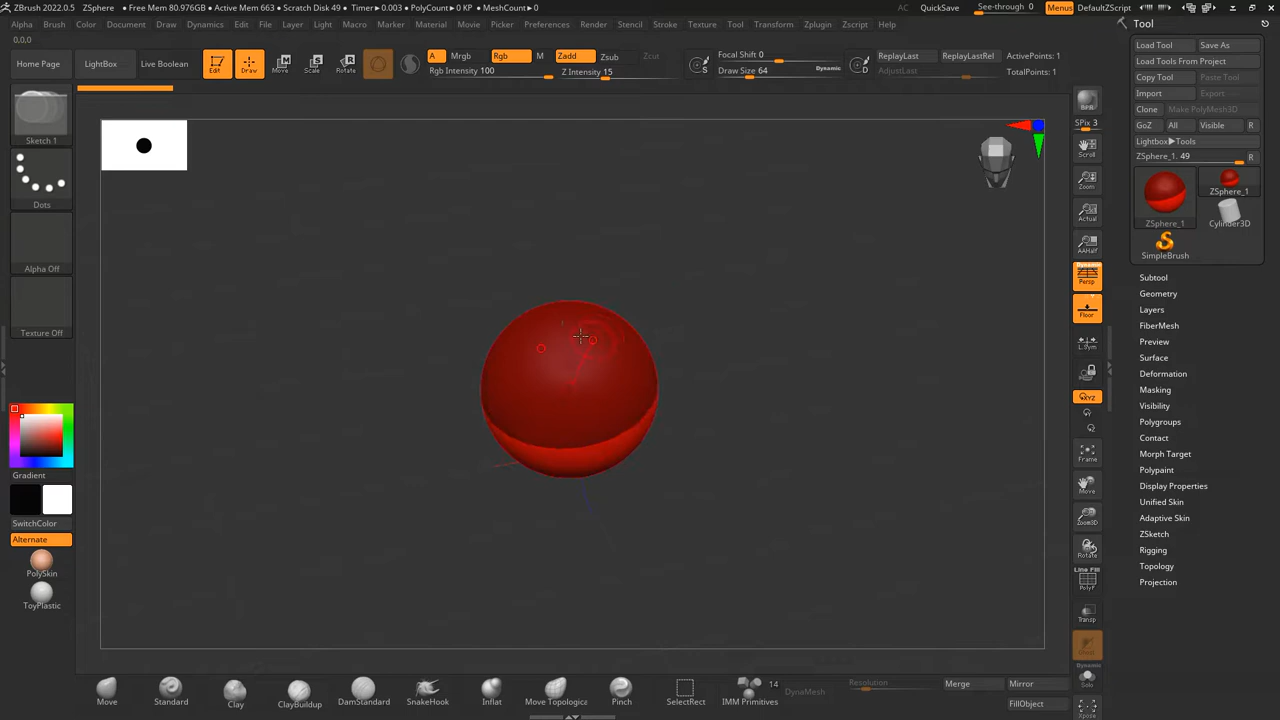 ZBrush 2022.0.5 ZSphere • Free Mem 80.976GB • Active Mem 663 • Scratch Disk 49 • Timer►0.003 • PolyCount►0 KP • MeshCount►0
AC QuickSave See-through 0 Menus DefaultZScript
Alpha Brush Color Document Draw Dynamics Edit File Layer Light Macro Marker Material Movie Picker Preferences Render Stencil Stroke Texture Tool Transform Zplugin Zscript Help
0,0,0
Home Page LightBox Live Boolean Edit Draw Move Scale Rotate
A Mrgb Rgb M Zadd Zsub Zcut
Rgb Intensity 100 Z Intensity 15
Focal Shift 0
Draw Size 64 Dynamic
S D
ReplayLast ReplayLastRel ActivePoints: 1
AdjustLast TotalPoints: 1
Sketch 1
Dots
Alpha Off
Texture Off
Gradient
SwitchColor
Alternate
PolySkin
ToyPlastic
BPR
SPix 3
Scroll
Zoom
Actual
AAHalf
Dynamic
Persp
Floor
L.Sym
XYZ
Frame
Move
Zoom3D
Rotate
Line Fill
PolyF
Transp
Ghost
Dynamic
Solo
Xpose
Tool
Load Tool Save As
Load Tools From Project
Copy Tool Paste Tool
Import Export
Clone Make PolyMesh3D
GoZ All Visible R
Lightbox►Tools
ZSphere_1. 49 R
ZSphere_1 ZSphere_1
Cylinder3D
SimpleBrush
Subtool
Geometry
Layers
FiberMesh
Preview
Surface
Deformation
Masking
Visibility
Polygroups
Contact
Morph Target
Polypaint
Display Properties
Unified Skin
Adaptive Skin
ZSketch
Rigging
Topology
Projection
Move Standard Clay ClayBuildup DamStandard SnakeHook Inflat Move Topologic Pinch SelectRect IMM Primitives
14
DynaMesh
Resolution
Merge Mirror
FillObject